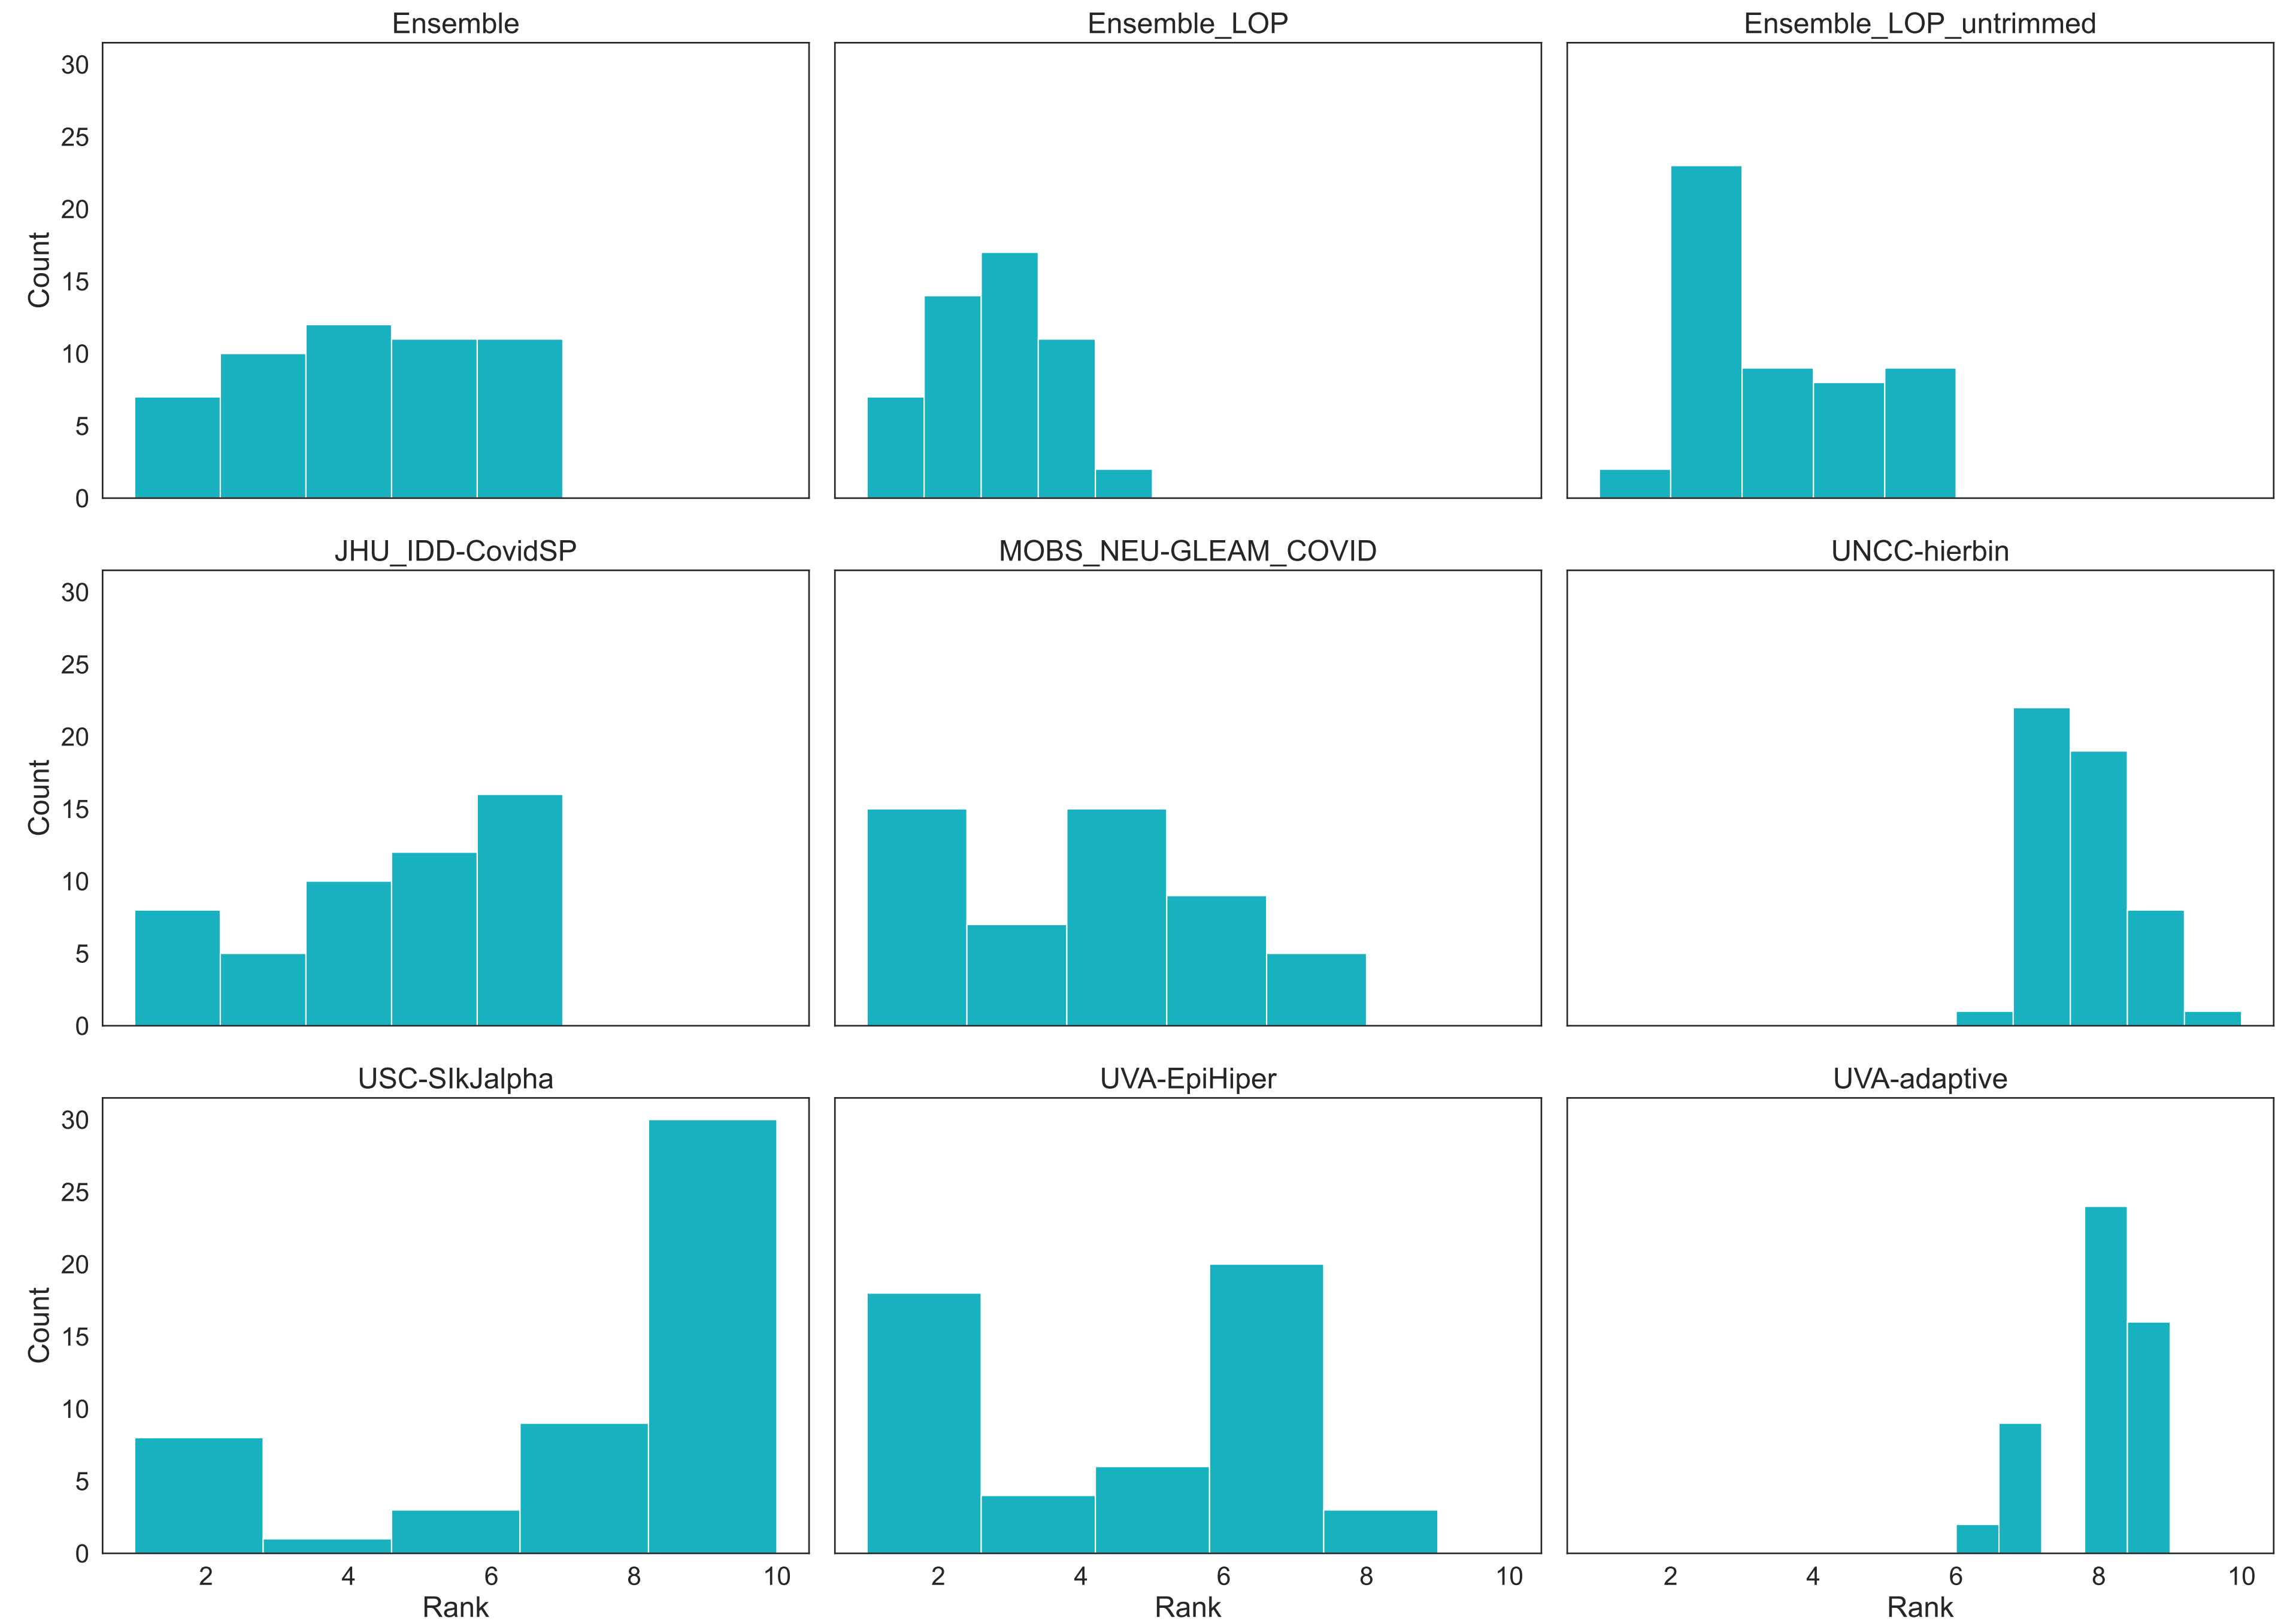 Ensemble
Ensemble_LOP
Ensemble_LOP_untrimmed
30
25
20
15
10
5
0
Count
JHU_IDD-CovidSP
MOBS_NEU-GLEAM_COVID
UNCC-hierbin
30
25
20
15
10
5
0
Count
USC-SIkJalpha
UVA-EpiHiper
UVA-adaptive
30
25
20
15
10
5
0
Count
2 4 6 8 10
2 4 6 8 10
2 4 6 8 10
Rank
Rank
Rank